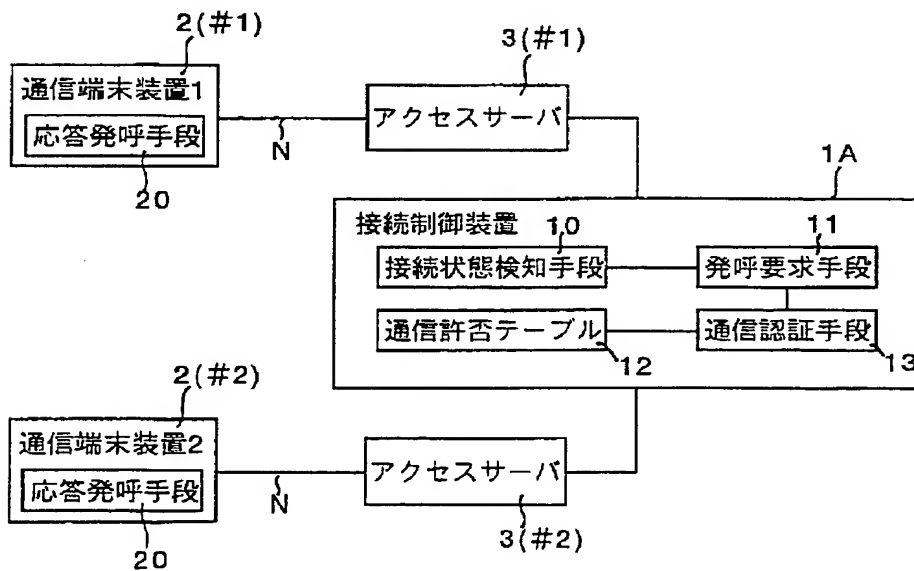 2(#1)
通信端末装置1
応答発呼手段
20
N
3(#1)
アクセスサーバ
1A
接続制御装置
10
11
接続状態検知手段
発呼要求手段
通信許否テーブル
通信認証手段
12
13
2(#2)
通信端末装置2
応答発呼手段
20
N
アクセスサーバ
3(#2)